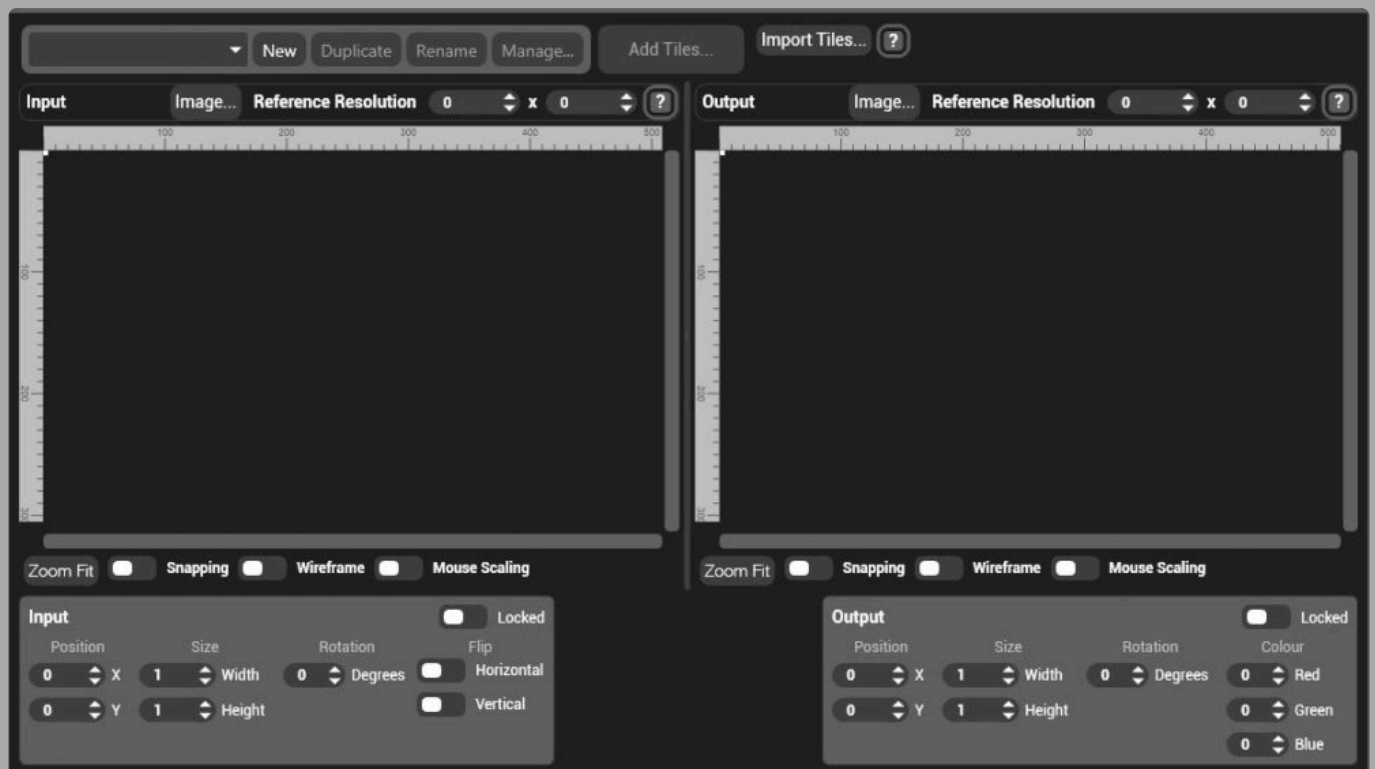 New Duplicate Rename Manage... Add Tiles... Import Tiles... ?
Input Image... Reference Resolution 0 x 0 ?
Output Image... Reference Resolution 0 x 0 ?
100 200 300 400 500
100 200 300 400 500
100
200
100
200
Zoom Fit Snapping Wireframe Mouse Scaling
Zoom Fit Snapping Wireframe Mouse Scaling
Input Locked
Position Size Rotation Flip
0 X 1 Width 0 Degrees Horizontal
0 Y 1 Height Vertical
Output Locked
Position Size Rotation Colour
0 X 1 Width 0 Degrees 0 Red
0 Y 1 Height 0 Green
0 Blue